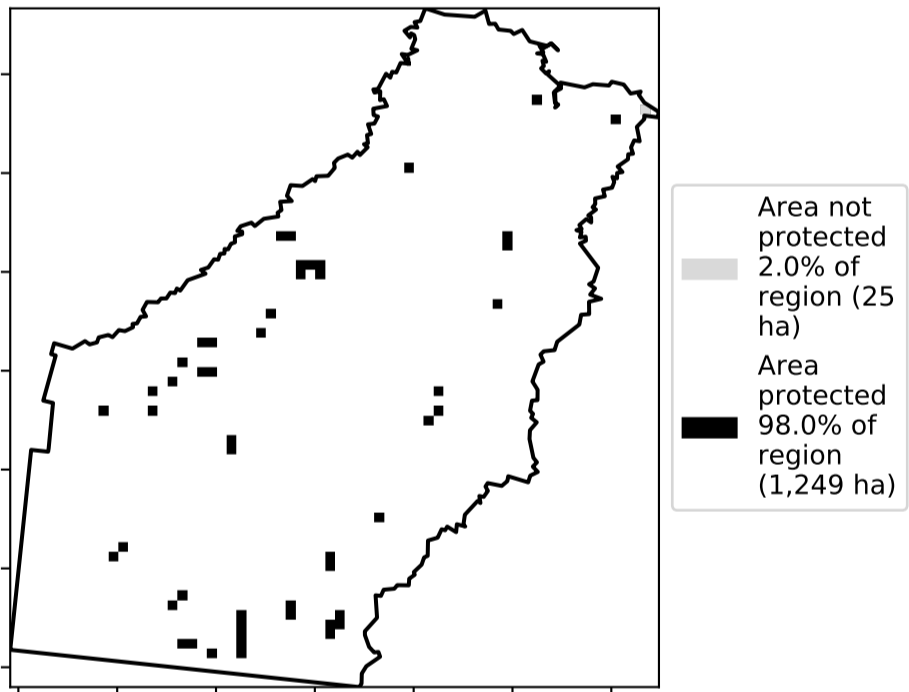 Area not
protected
2.0% of
region (25
ha)
Area
protected
98.0% of
region
(1,249 ha)